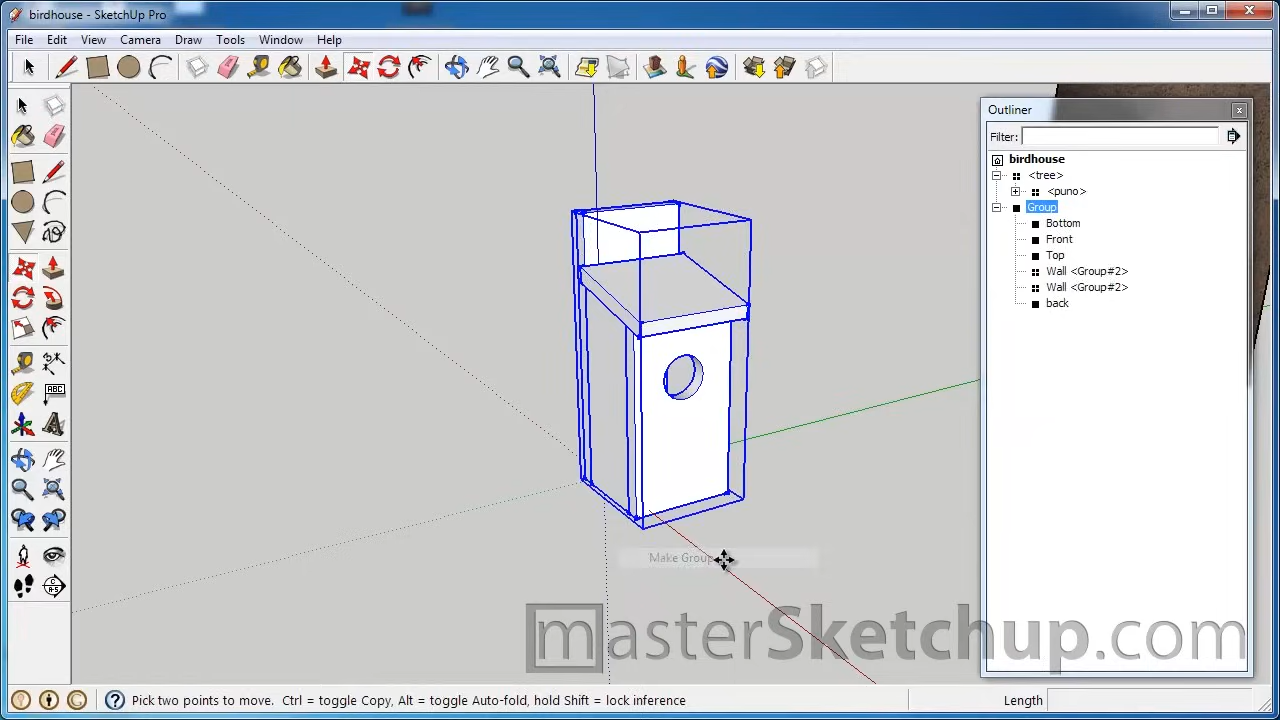 birdhouse - SketchUp Pro
File Edit View Camera Draw Tools Window Help
Outliner
Filter:
birdhouse
<tree>
<puno>
Group
Bottom
Front
Top
Wall <Group#2>
Wall <Group#2>
back
ABC
Make Group
masterSketchup.com
Pick two points to move. Ctrl = toggle Copy, Alt = toggle Auto-fold, hold Shift = lock inference
Length